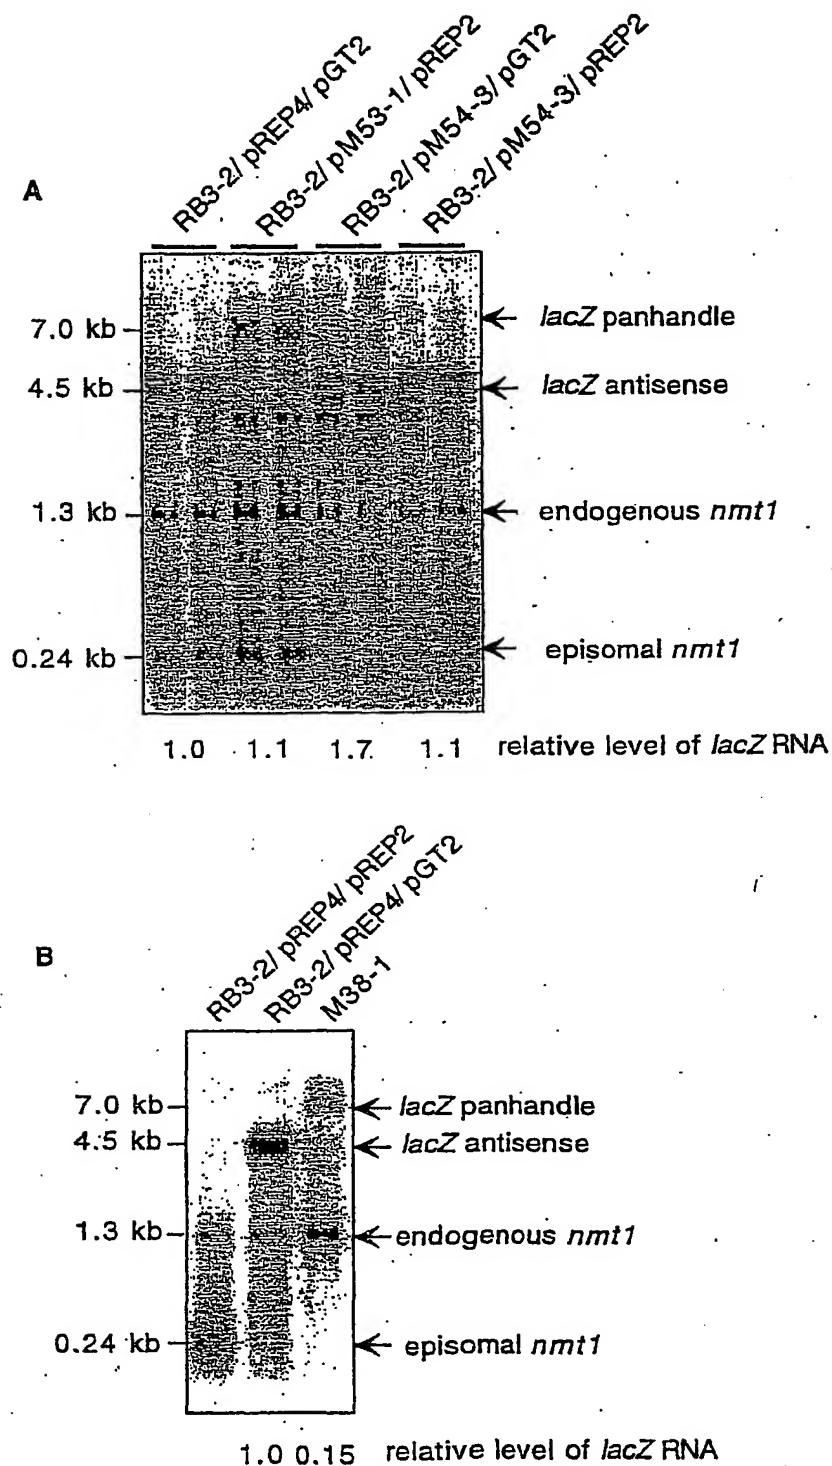 A
RB3-2/ pREP4/ pGT2
RB3-2/ pM53-1/ pREP2
RB3-2/ pM54-3/ pGT2
RB3-2/ pM54-3/ pREP2
7.0 kb
lacZ panhandle
4.5 kb
lacZ antisense
1.3 kb
endogenous nmt1
0.24 kb
episomal nmt1
1.0 1.1 1.7 1.1 relative level of lacZ RNA
B
RB3-2/ pREP4/ pREP2
RB3-2/ pREP4/ pGT2
M38-1
7.0 kb
lacZ panhandle
4.5 kb
lacZ antisense
1.3 kb
endogenous nmt1
0.24 kb
episomal nmt1
1.0 0.15 relative level of lacZ RNA